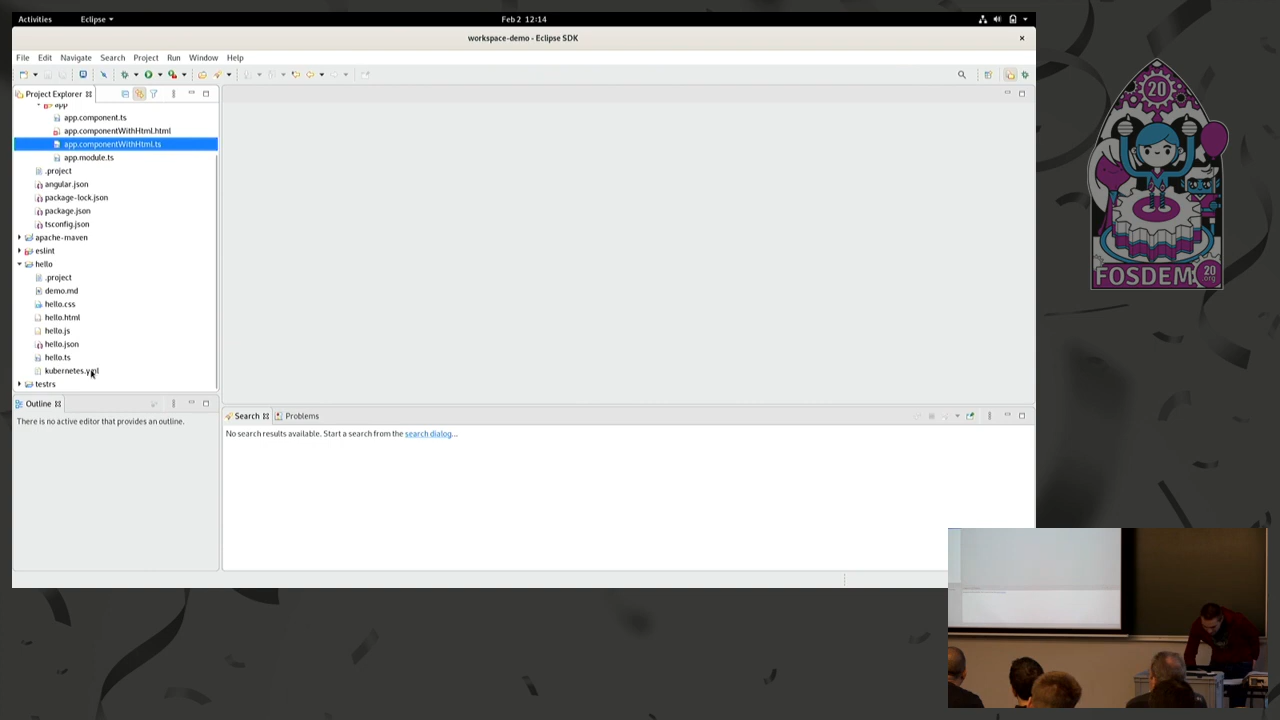 Activities
Eclipse
Feb 2 12:14
workspace-demo - Eclipse SDK
File Edit Navigate Search Project Run Window Help
Project Explorer
app
app.component.ts
app.componentWithHtml.html
app.componentWithHtml.ts
app.module.ts
.project
angular.json
package-lock.json
package.json
tsconfig.json
apache-maven
eslint
hello
.project
demo.md
hello.css
hello.html
hello.js
hello.json
hello.ts
kubernetes.yml
testrs
Outline
There is no active editor that provides an outline.
Search
Problems
No search results available. Start a search from the search dialog...
20
FOSDEM
20
.org